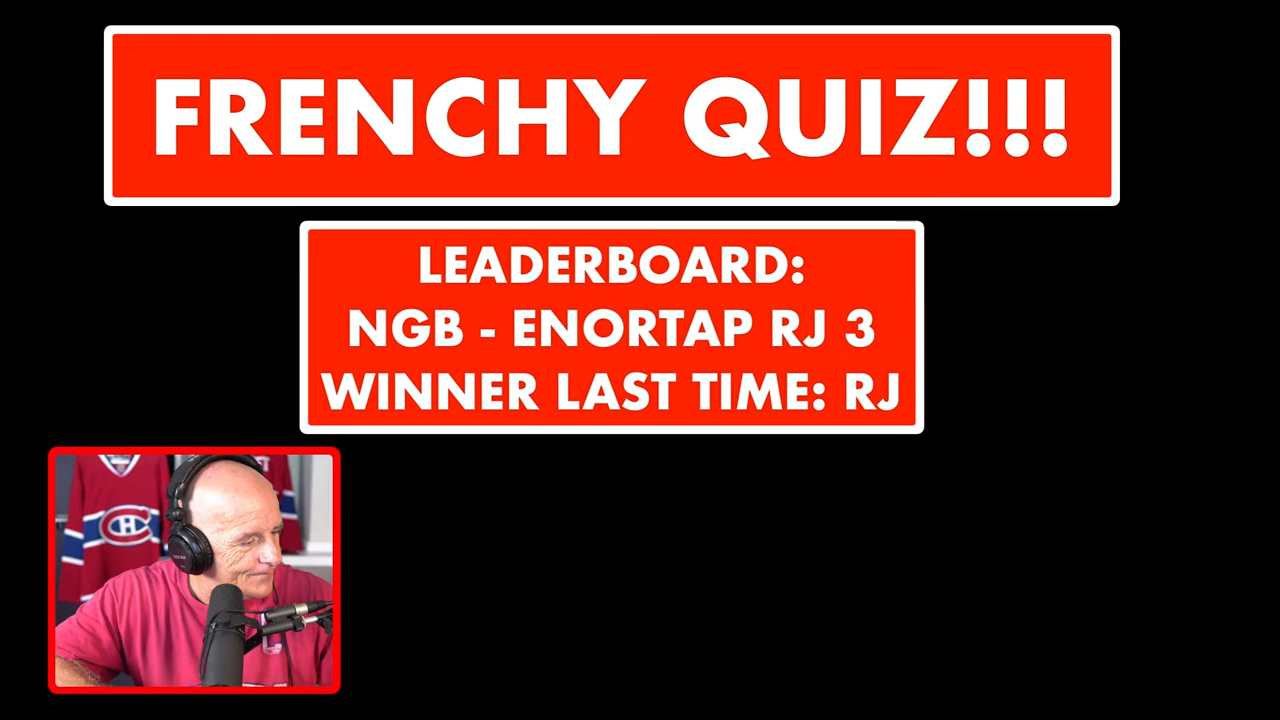 FRENCHY QUIZ!!!
LEADERBOARD:
NGB - ENORTAP RJ 3
WINNER LAST TIME: RJ